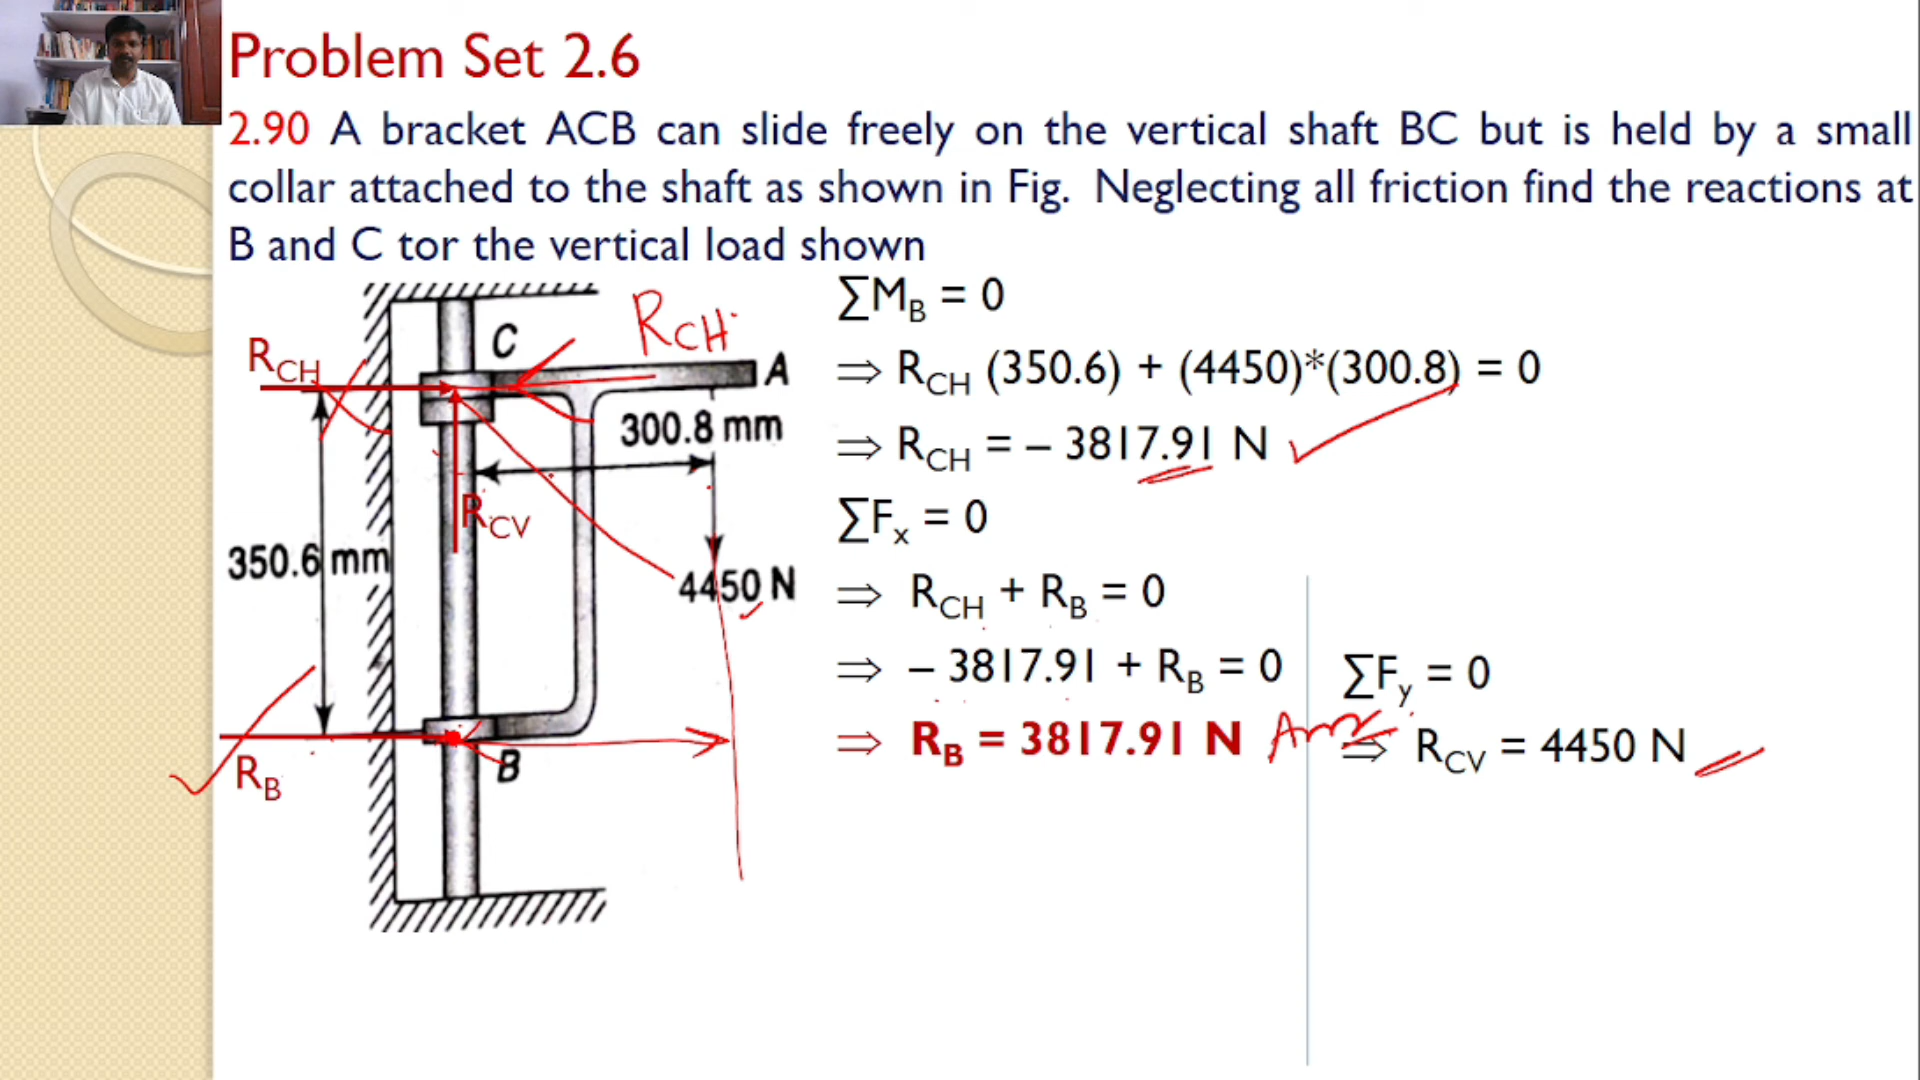 Problem Set 2.6
2.90 A bracket ACB can slide freely on the vertical shaft BC but is held by a small
collar attached to the shaft as shown in Fig. Neglecting all friction find the reactions at
B and C tor the vertical load shown
R_CH
R_CH
C
A
300.8 mm
R_CV
350.6 mm
4450 N
R_B
B
∑M_B = 0
⇒ R_CH (350.6) + (4450)*(300.8) = 0
⇒ R_CH = – 3817.91 N
∑F_x = 0
⇒ R_CH + R_B = 0
⇒ – 3817.91 + R_B = 0
⇒ R_B = 3817.91 N Ans
∑F_y = 0
⇒ R_CV = 4450 N